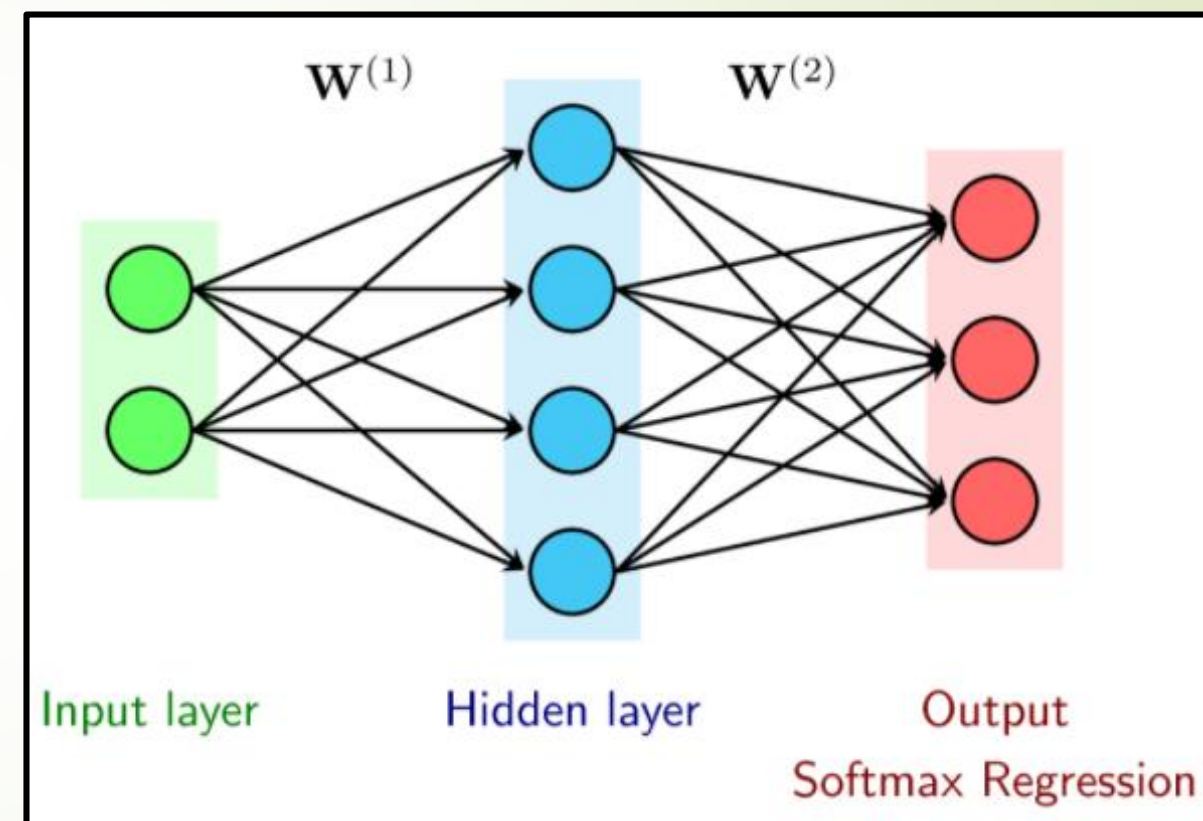 W(1)
W(2)
Input layer
Hidden layer
Output
Softmax Regression